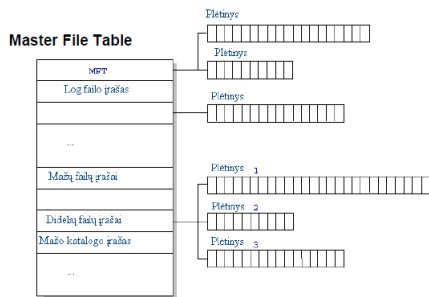 Plėtinys
Master File Table
Plėtinys
MFT
Log failo įrašas
Plėtinys
...
Mažų failų įrašai
Plėtinys 1
Plėtinys 2
Didelių failų įrašai
Mažo katalogo įrašas
Plėtinys 3
...